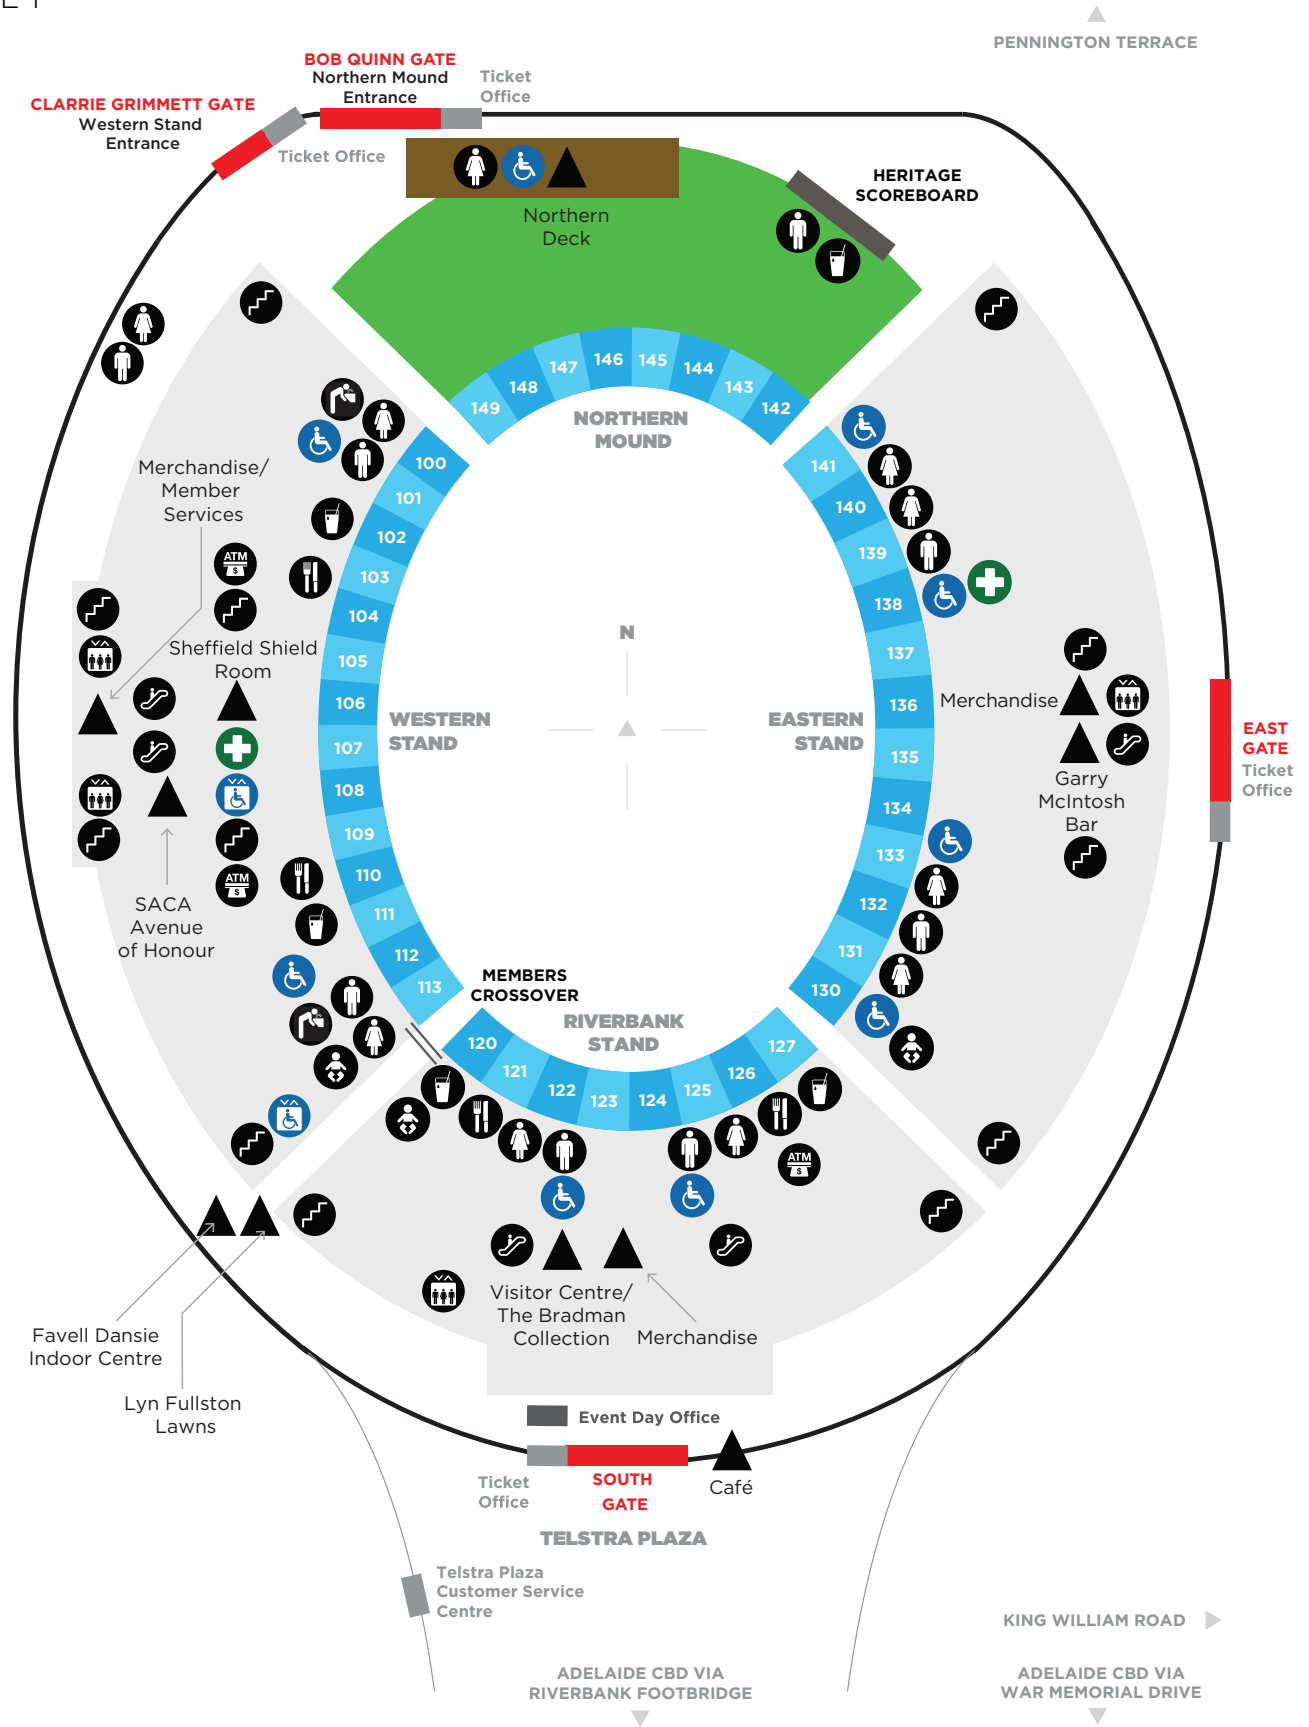 PENNINGTON TERRACE
BOB QUINN GATE
Northern Mound
Entrance
Ticket
Office
CLARRIE GRIMMETT GATE
Western Stand
Entrance
Ticket Office
HERITAGE
SCOREBOARD
Northern
Deck
149
148
147
146
145
144
143
142
NORTHERN
MOUND
100
101
102
103
104
105
106
107
108
109
110
111
112
113
141
140
139
138
137
136
135
134
133
132
131
130
Merchandise/
Member
Services
ATM
$
Sheffield Shield
Room
N
WESTERN
STAND
EASTERN
STAND
Merchandise
Garry
McIntosh
Bar
EAST
GATE
Ticket
Office
ATM
$
SACA
Avenue
of Honour
MEMBERS
CROSSOVER
RIVERBANK
STAND
120
121
122
123
124
125
126
127
ATM
$
Visitor Centre/
The Bradman
Collection
Merchandise
Favell Dansie
Indoor Centre
Lyn Fullston
Lawns
Event Day Office
Ticket
Office
SOUTH
GATE
Café
TELSTRA PLAZA
Telstra Plaza
Customer Service
Centre
KING WILLIAM ROAD
ADELAIDE CBD VIA
RIVERBANK FOOTBRIDGE
ADELAIDE CBD VIA
WAR MEMORIAL DRIVE